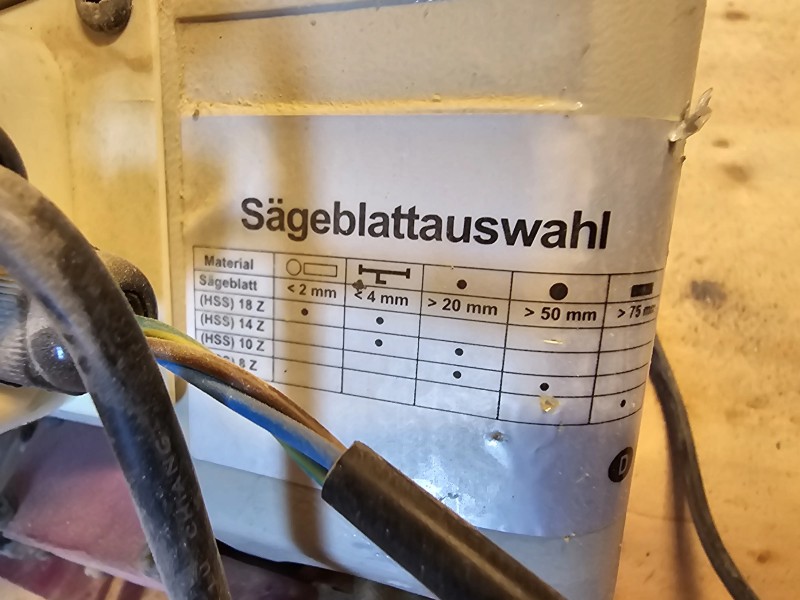 Sägeblattauswahl
Material
Sägeblatt < 2 mm < 4 mm > 20 mm > 50 mm > 75 mm
(HSS) 18 Z
(HSS) 14 Z
(HSS) 10 Z
8 Z
D